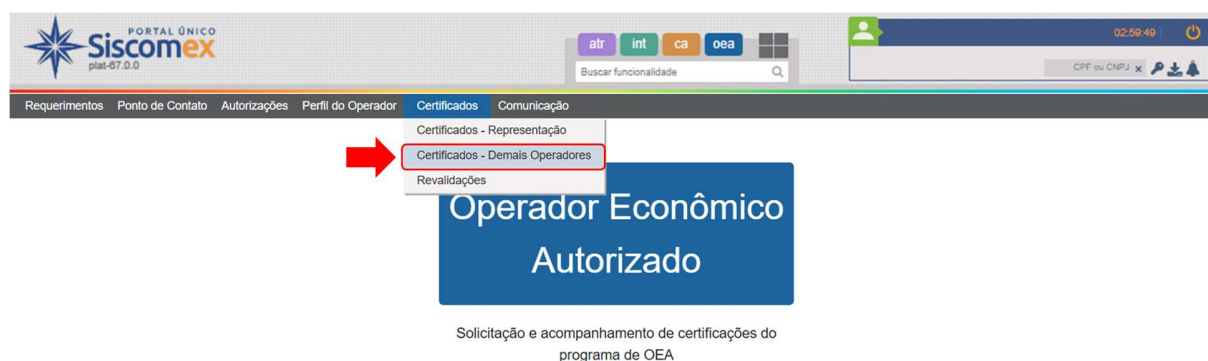 PORTAL ÚNICO
Siscomex
plat-67.0.0
atr int ca oea
Buscar funcionalidade
02:59:49
CPF ou CNPJ x
Requerimentos Ponto de Contato Autorizações Perfil do Operador Certificados Comunicação
Certificados - Representação
Certificados - Demais Operadores
Revalidações
Operador Econômico
Autorizado
Solicitação e acompanhamento de certificações do
programa de OEA